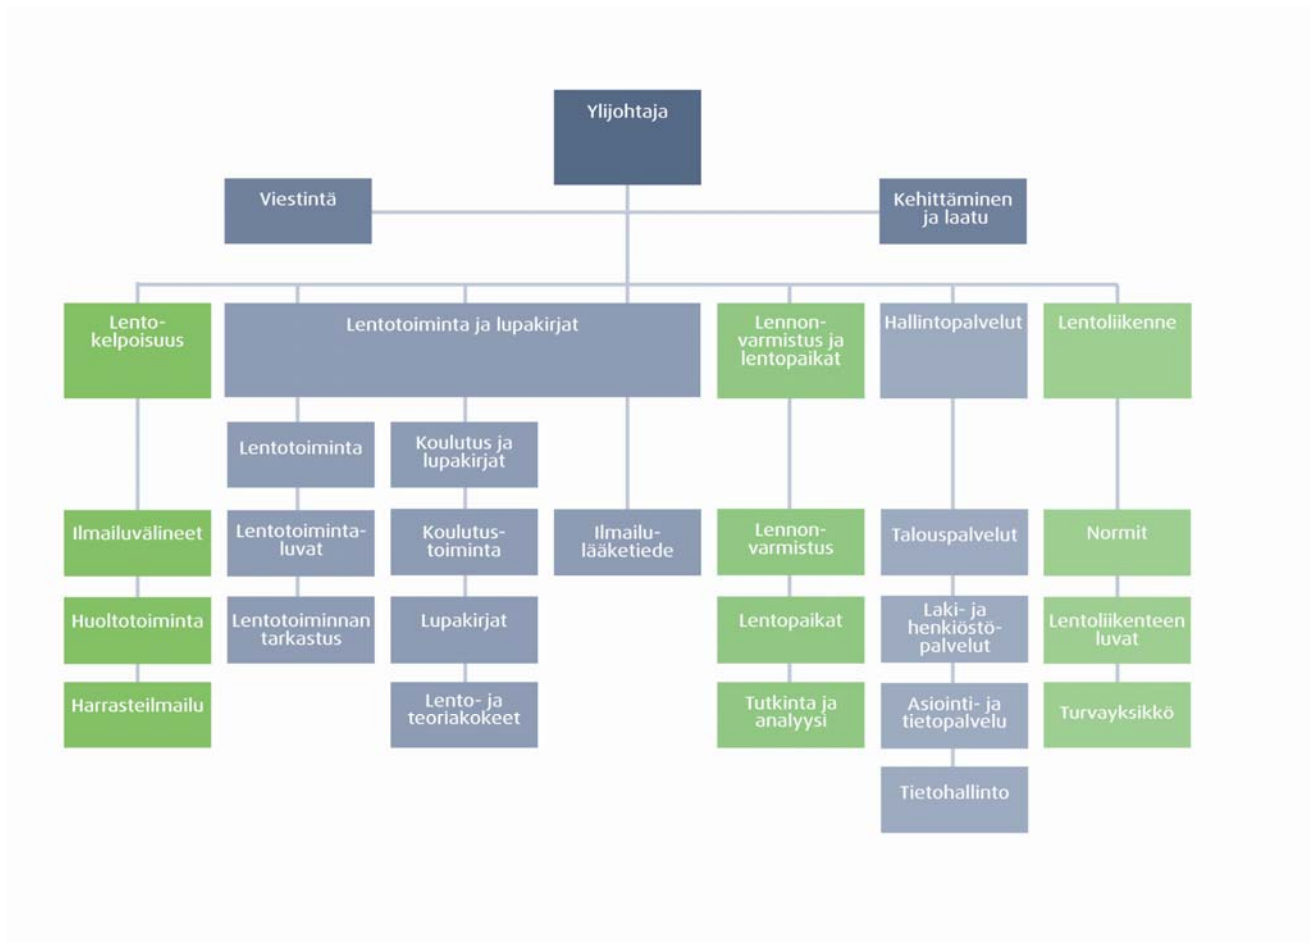 Ylijohtaja
Viestintä
Kehittäminen
ja laatu
Lento-
kelpoisuus
Lentotoiminta ja lupakirjat
Lennon-
varmistus ja
lentopaikat
Hallintopalvelut
Lentoliikenne
Lentotoiminta
Koulutus ja
lupakirjat
Ilmailuvälineet
Lentotoiminta-
luvat
Koulutus-
toiminta
Ilmailu-
lääketiede
Lennon-
varmistus
Talouspalvelut
Normit
Huoltotoiminta
Lentotoiminnan
tarkastus
Lupakirjat
Lentopaikat
Laki- ja
henkiöstö-
palvelut
Lentoliikenteen
luvat
Harrasteilmailu
Lento- ja
teoriakokeet
Tutkinta ja
analyysi
Asiointi- ja
tietopalvelu
Turvayksikkö
Tietohallinto